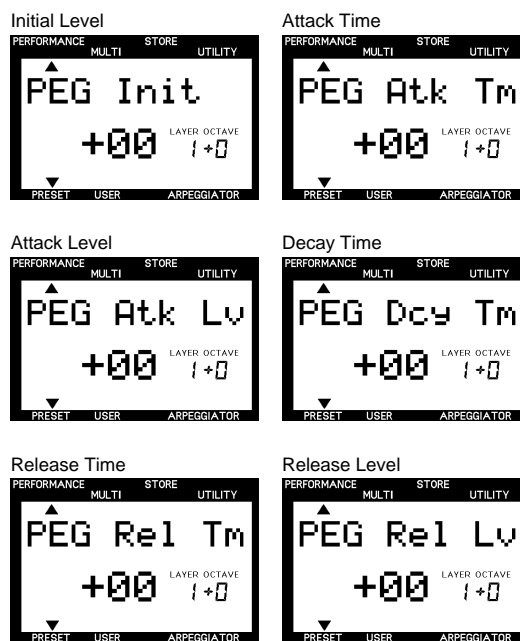 Initial Level
PERFORMANCE MULTI STORE UTILITY
PEG Init
+00 LAYER OCTAVE
1 +0
PRESET USER ARPEGGIATOR
Attack Time
PERFORMANCE MULTI STORE UTILITY
PEG Atk Tm
+00 LAYER OCTAVE
1 +0
PRESET USER ARPEGGIATOR
Attack Level
PERFORMANCE MULTI STORE UTILITY
PEG Atk Lv
+00 LAYER OCTAVE
1 +0
PRESET USER ARPEGGIATOR
Decay Time
PERFORMANCE MULTI STORE UTILITY
PEG Dcy Tm
+00 LAYER OCTAVE
1 +0
PRESET USER ARPEGGIATOR
Release Time
PERFORMANCE MULTI STORE UTILITY
PEG Rel Tm
+00 LAYER OCTAVE
1 +0
PRESET USER ARPEGGIATOR
Release Level
PERFORMANCE MULTI STORE UTILITY
PEG Rel Lv
+00 LAYER OCTAVE
1 +0
PRESET USER ARPEGGIATOR